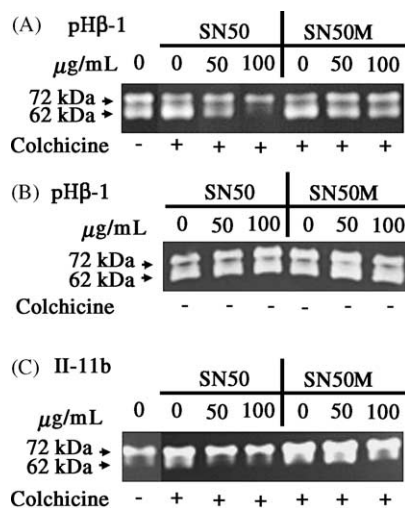 (A) pHβ-1 SN50 SN50M
μg/mL 0 0 50 100 0 50 100
72 kDa
62 kDa
Colchicine - + + + + + +
(B) pHβ-1 SN50 SN50M
μg/mL 0 50 100 0 50 100
72 kDa
62 kDa
Colchicine - - - - - -
(C) II-11b
SN50 SN50M
μg/mL 0 0 50 100 0 50 100
72 kDa
62 kDa
Colchicine - + + + + + +